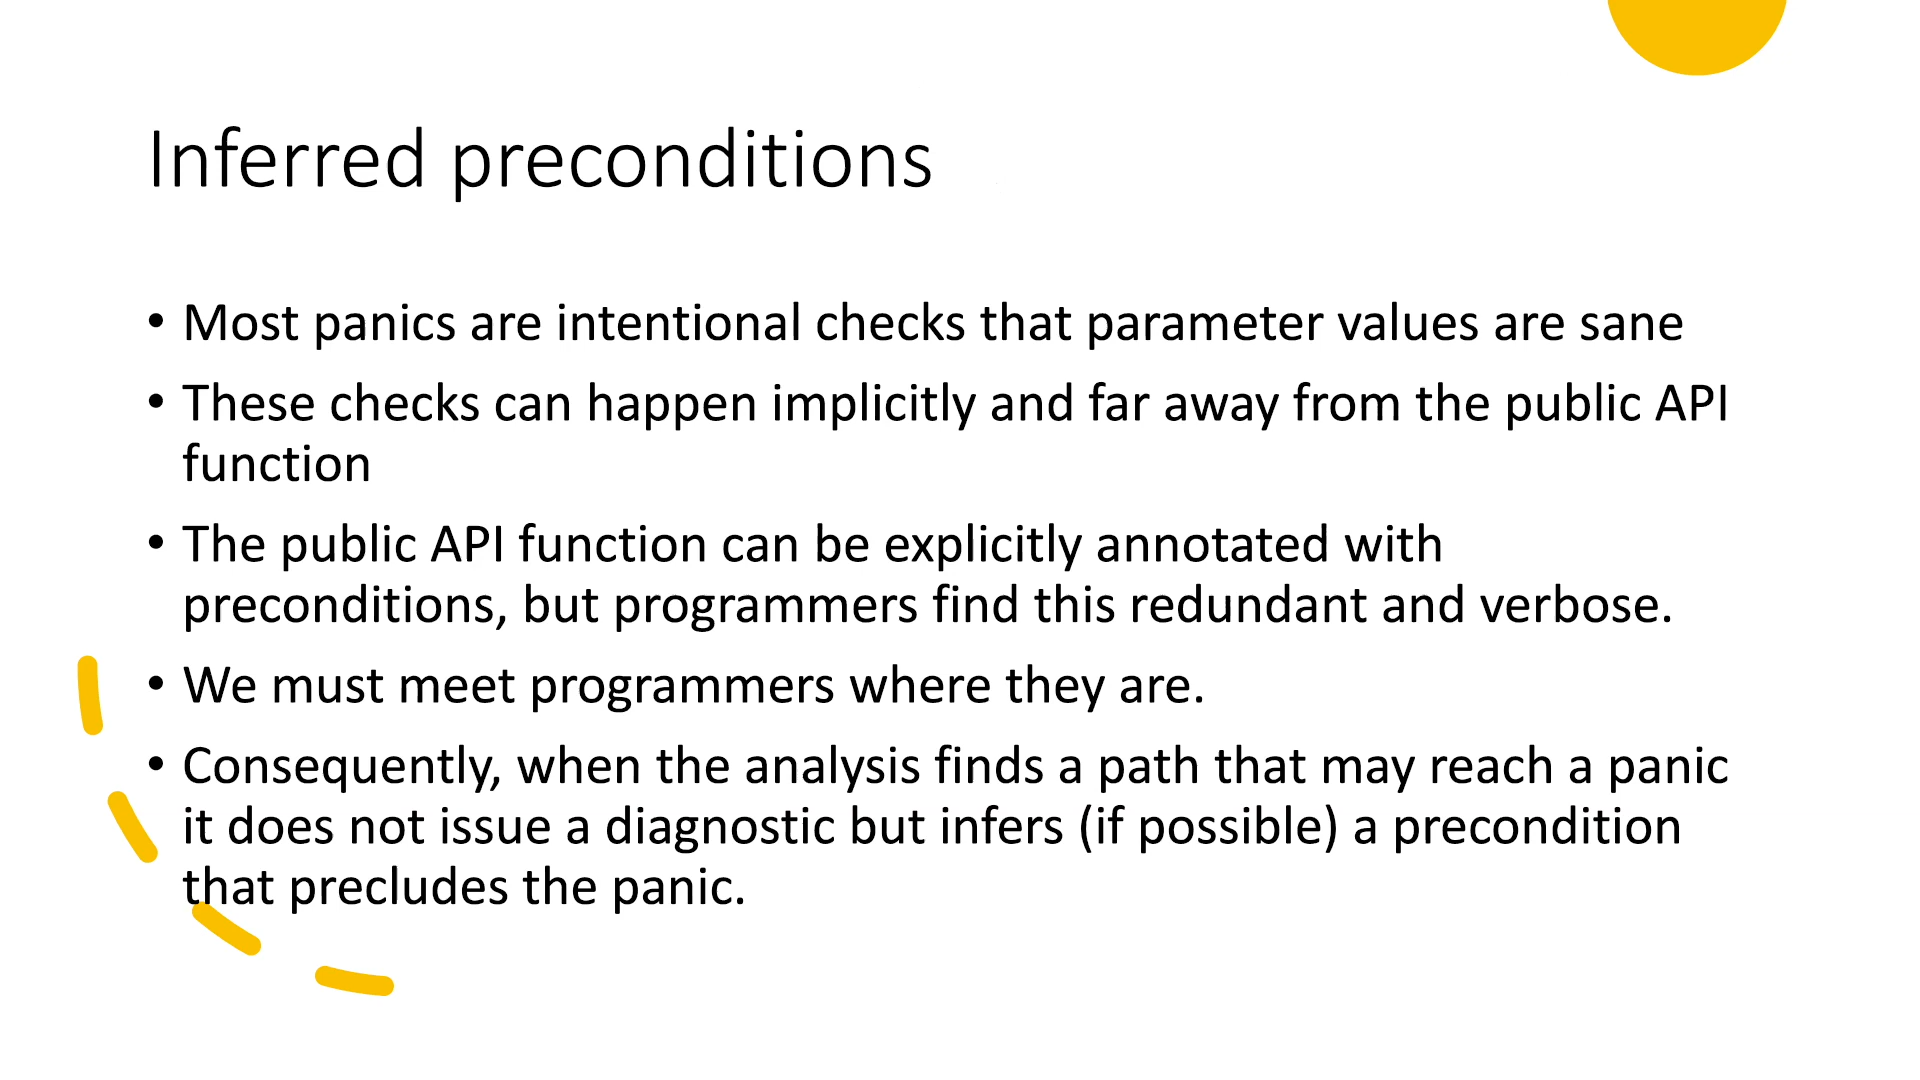 Inferred preconditions
• Most panics are intentional checks that parameter values are sane
• These checks can happen implicitly and far away from the public API
function
• The public API function can be explicitly annotated with
preconditions, but programmers find this redundant and verbose.
• We must meet programmers where they are.
• Consequently, when the analysis finds a path that may reach a panic
it does not issue a diagnostic but infers (if possible) a precondition
that precludes the panic.